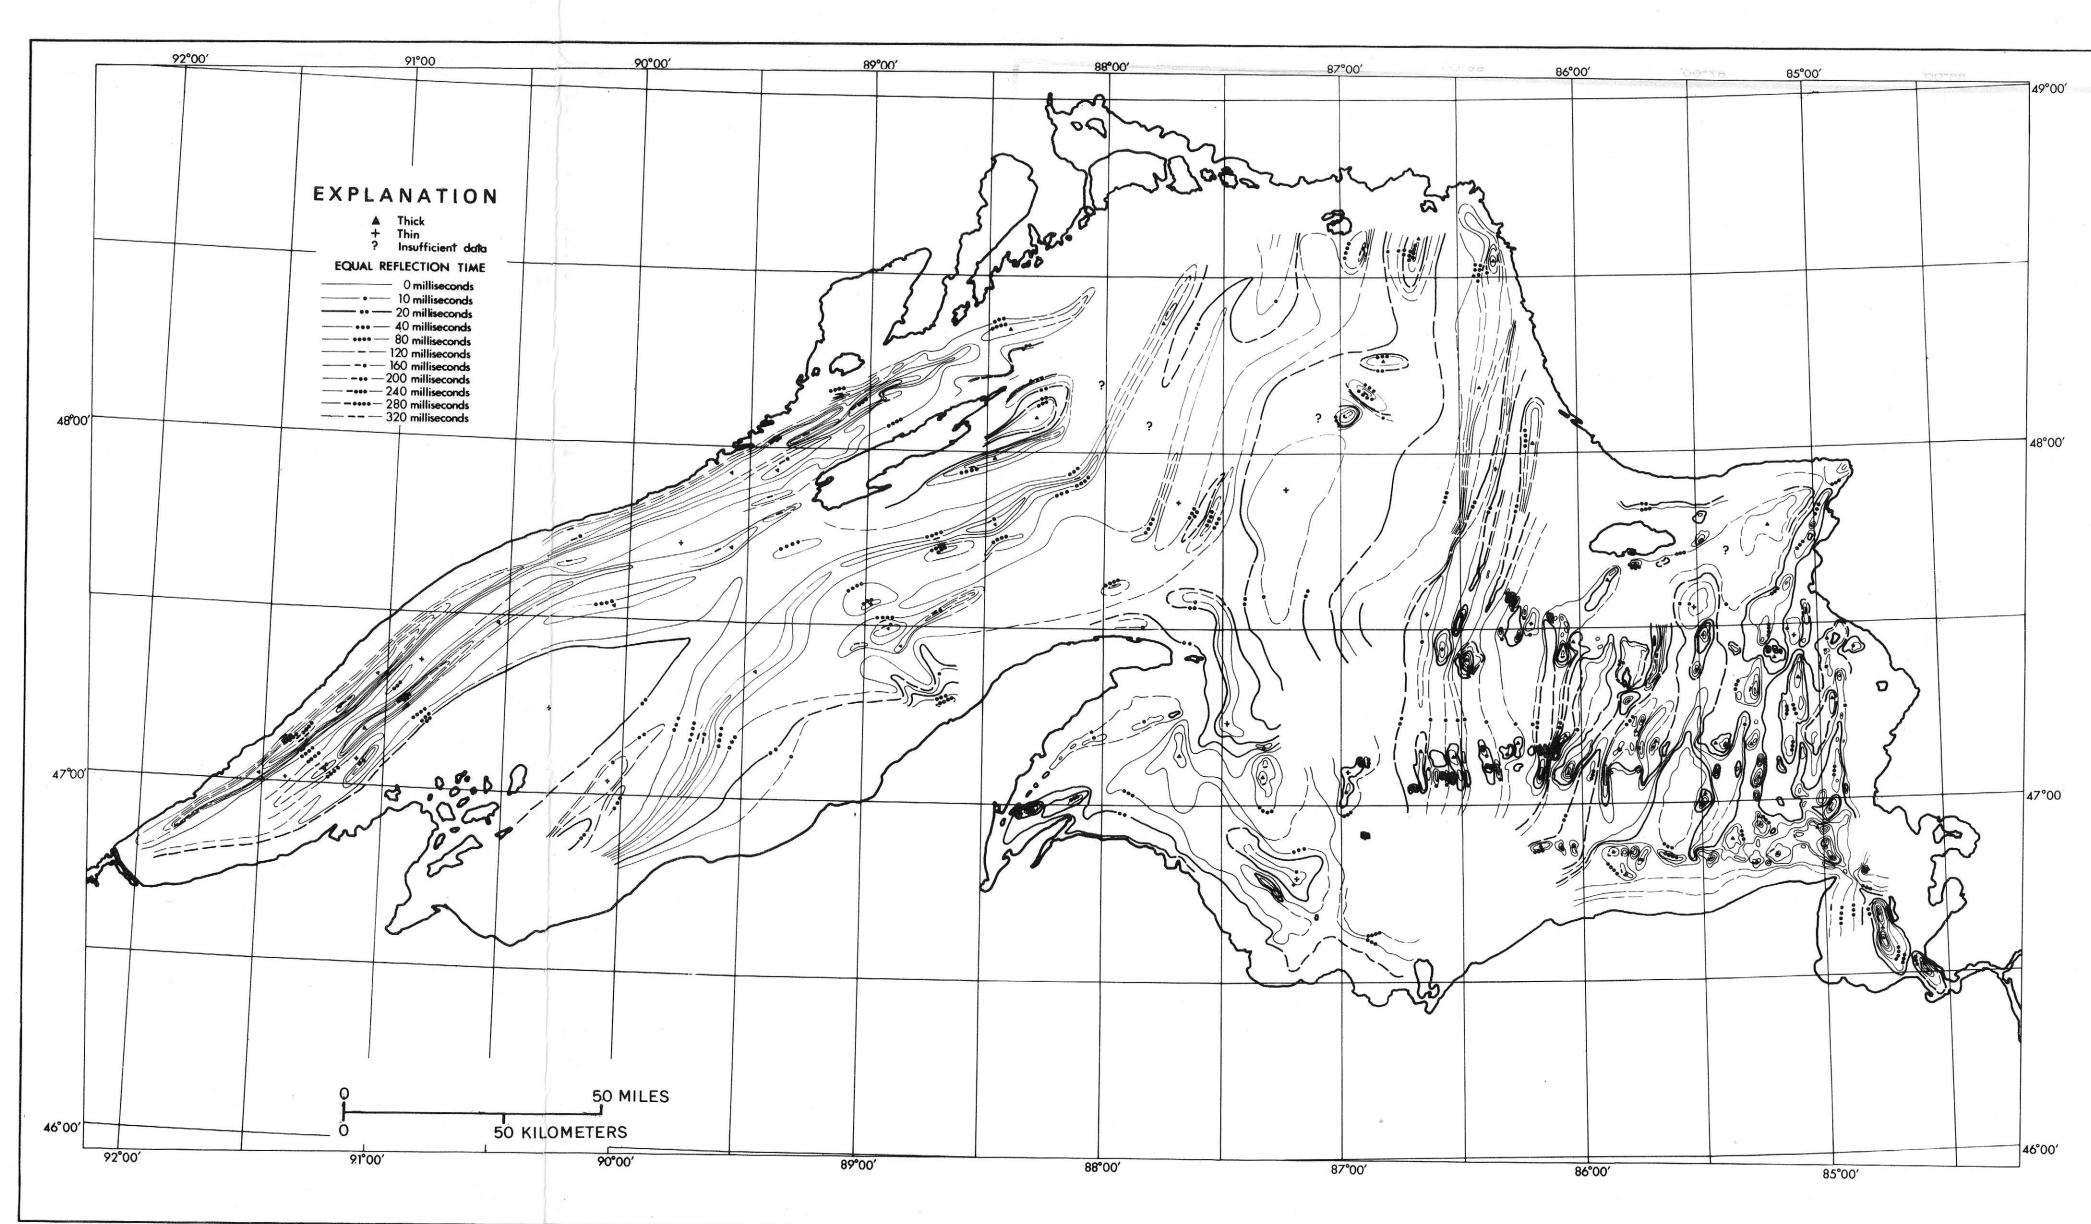 92°00′ 91°00′ 90°00′ 89°00′ 88°00′ 87°00′ 86°00′ 85°00′
49°00′
EXPLANATION
▲ Thick
+ Thin
? Insufficient data
EQUAL REFLECTION TIME
0 milliseconds
10 milliseconds
20 milliseconds
40 milliseconds
80 milliseconds
120 milliseconds
160 milliseconds
200 milliseconds
240 milliseconds
280 milliseconds
320 milliseconds
?
?
?
48°00′ 48°00′
?
47°00′ 47°00′
0 50 MILES
0 50 KILOMETERS
46°00′ 46°00′
92°00′ 91°00′ 90°00′ 89°00′ 88°00′ 87°00′ 86°00′ 85°00′